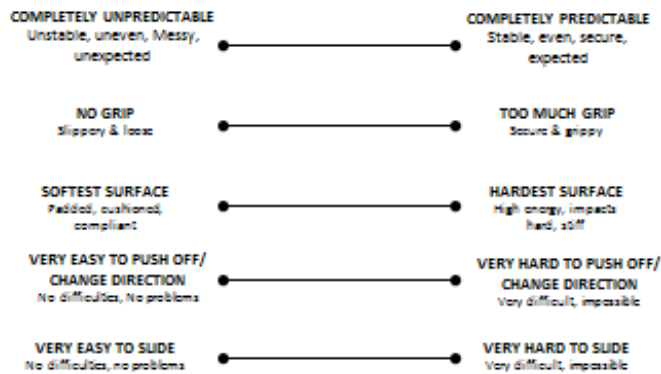 COMPLETELY UNPREDICTABLE
Unstable, uneven, Messy,
unexpected
COMPLETELY PREDICTABLE
Stable, even, secure,
expected
NO GRIP
Slippery & loose
TOO MUCH GRIP
Secure & grippy
SOFTEST SURFACE
Padded, cushioned,
compliant
HARDEST SURFACE
High energy, impacts
hard, stiff
VERY EASY TO PUSH OFF/
CHANGE DIRECTION
No difficulties, No problems
VERY HARD TO PUSH OFF/
CHANGE DIRECTION
Very difficult, impossible
VERY EASY TO SLIDE
No difficulties, no problems
VERY HARD TO SLIDE
Very difficult, impossible